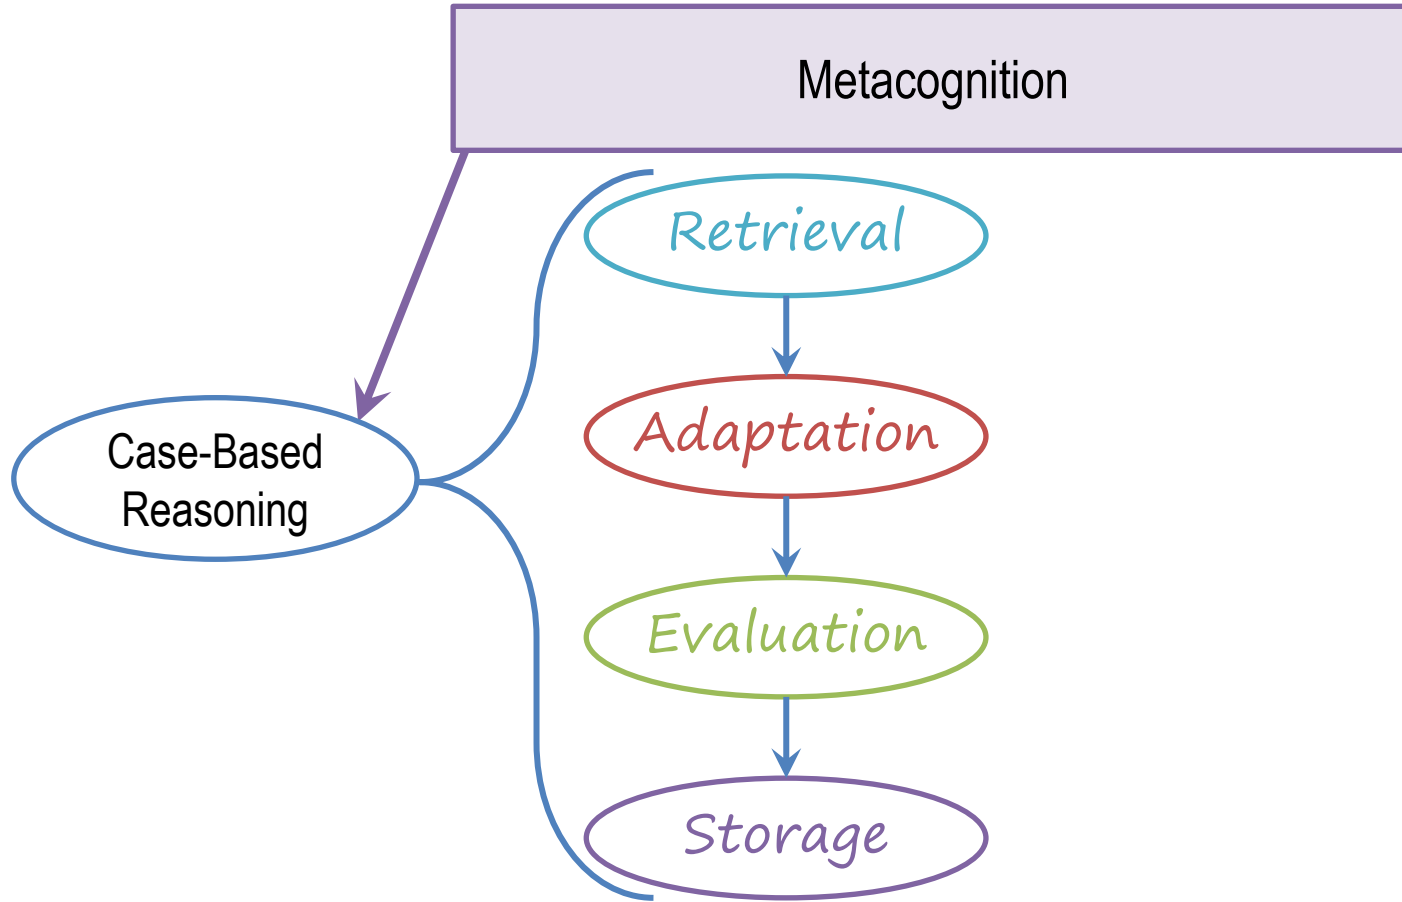 Metacognition
Retrieval
Adaptation
Case-Based
Reasoning
Evaluation
Storage